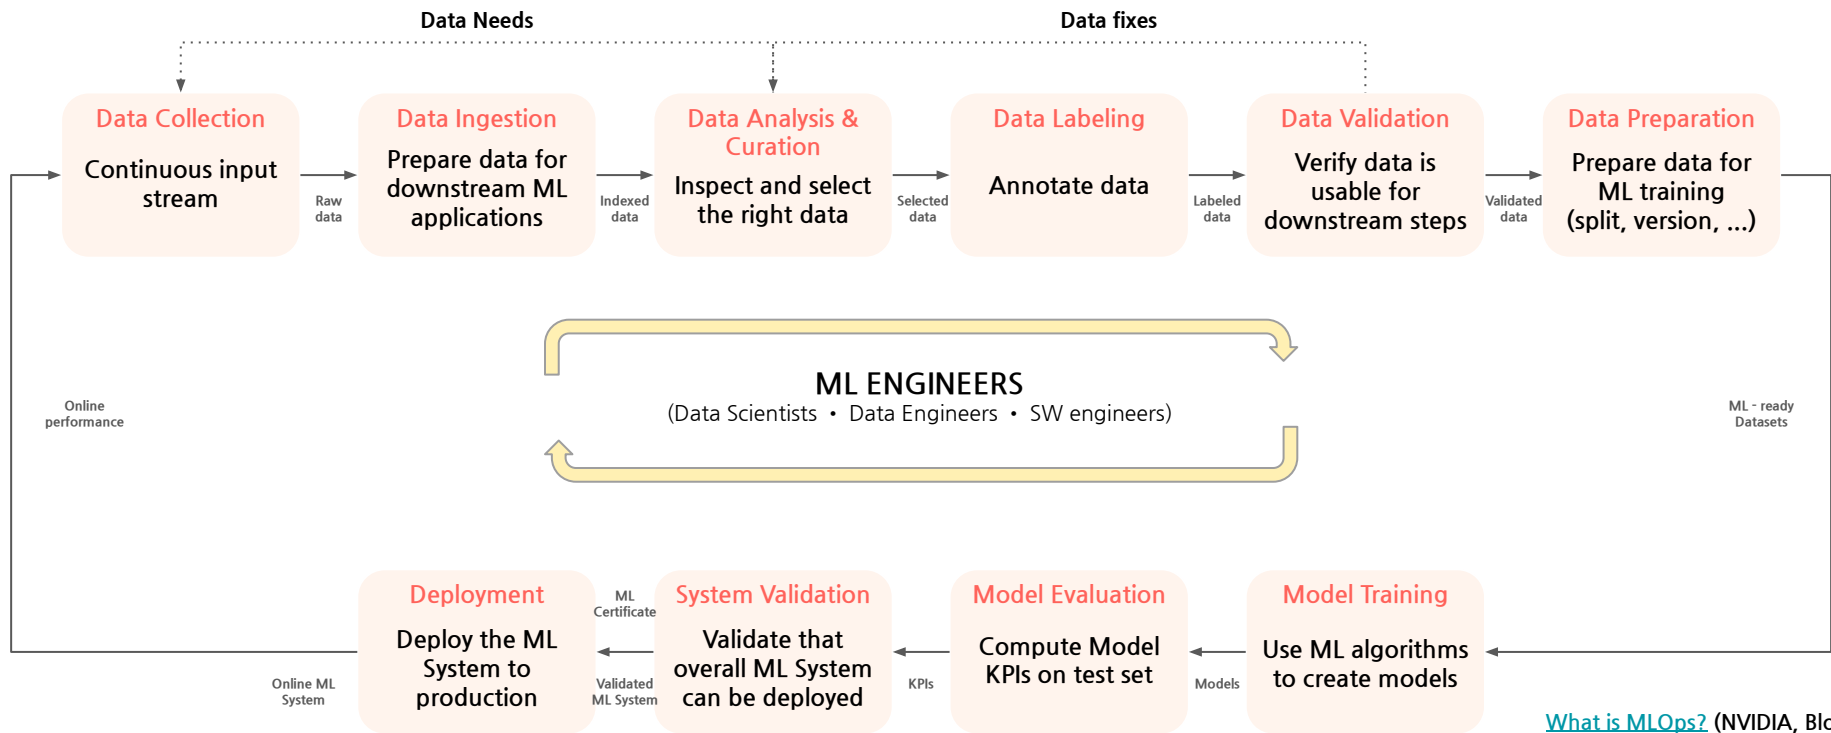 Data Needs
Data fixes
Data Collection
Continuous input
stream
Raw
data
Data Ingestion
Prepare data for
downstream ML
applications
Indexed
data
Data Analysis &
Curation
Inspect and select
the right data
Selected
data
Data Labeling
Annotate data
Labeled
data
Data Validation
Verify data is
usable for
downstream steps
Validated
data
Data Preparation
Prepare data for
ML training
(split, version, ...)
ML ENGINEERS
(Data Scientists • Data Engineers • SW engineers)
Online
performance
ML - ready
Datasets
Deployment
Deploy the ML
System to
production
Online ML
System
ML
Certificate
Validated
ML System
System Validation
Validate that
overall ML System
can be deployed
KPIs
Model Evaluation
Compute Model
KPIs on test set
Models
Model Training
Use ML algorithms
to create models
What is MLOps? (NVIDIA, Blo